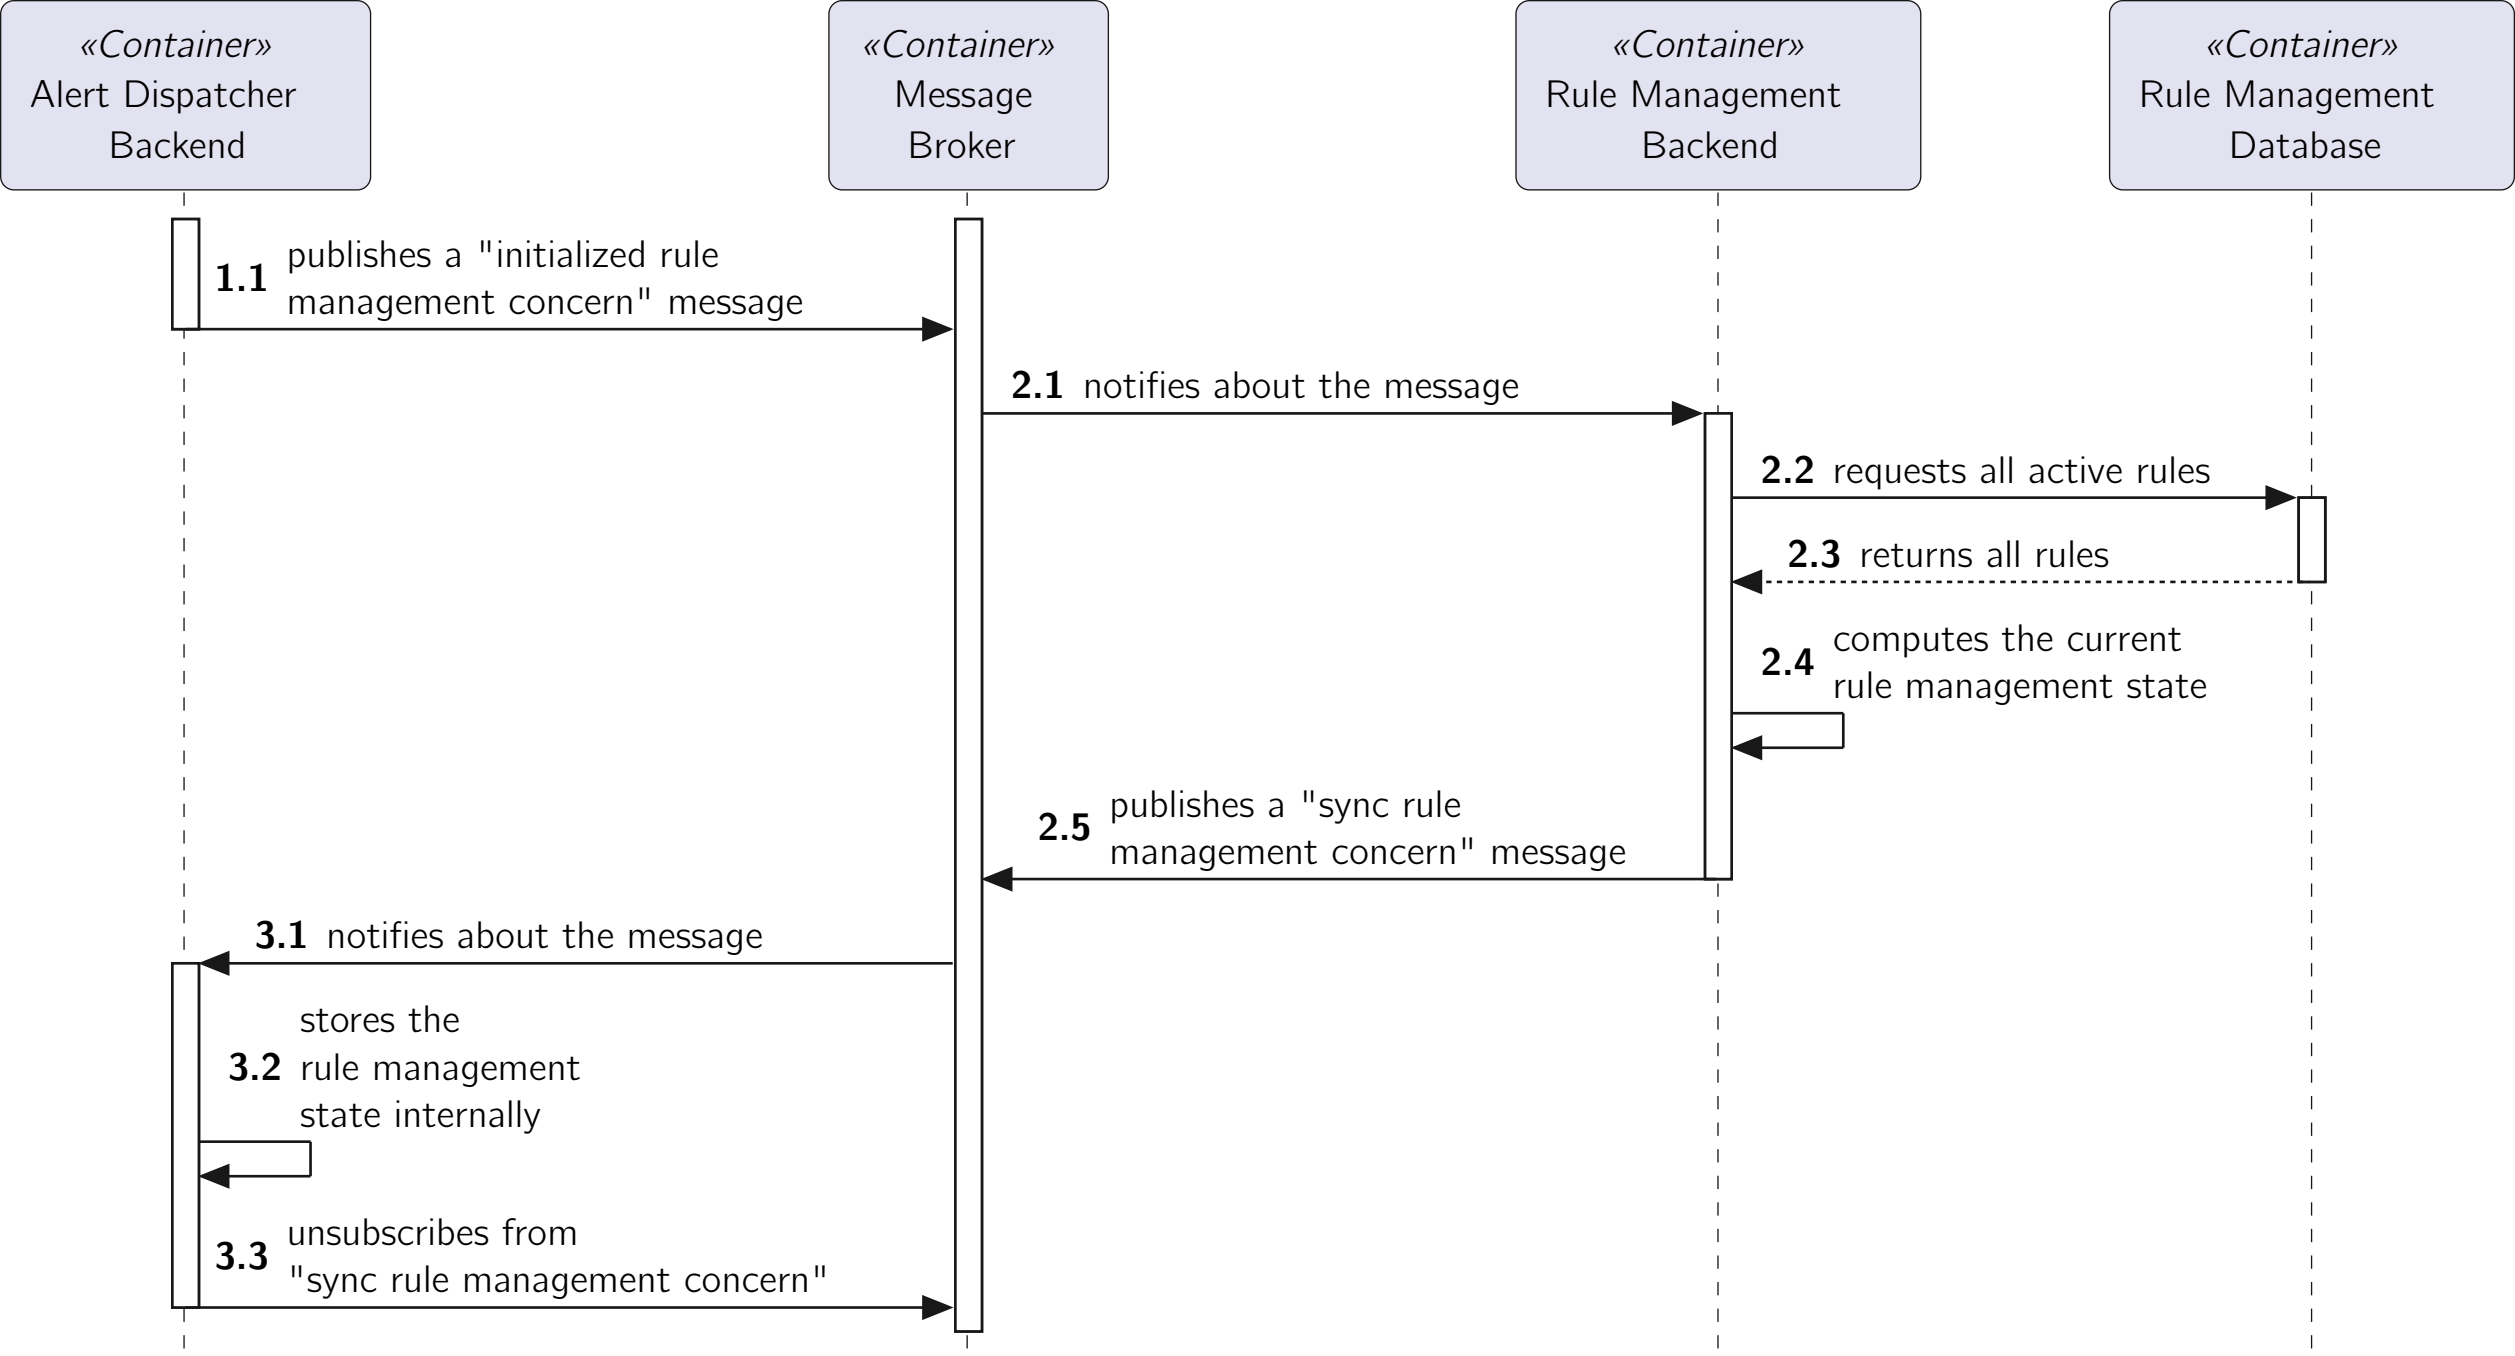 «Container»
Alert Dispatcher
Backend
«Container»
Message
Broker
«Container»
Rule Management
Backend
«Container»
Rule Management
Database
1.1 publishes a "initialized rule
management concern" message
2.1 notifies about the message
2.2 requests all active rules
2.3 returns all rules
2.4 computes the current
rule management state
2.5 publishes a "sync rule
management concern" message
3.1 notifies about the message
3.2 stores the
rule management
state internally
3.3 unsubscribes from
"sync rule management concern"